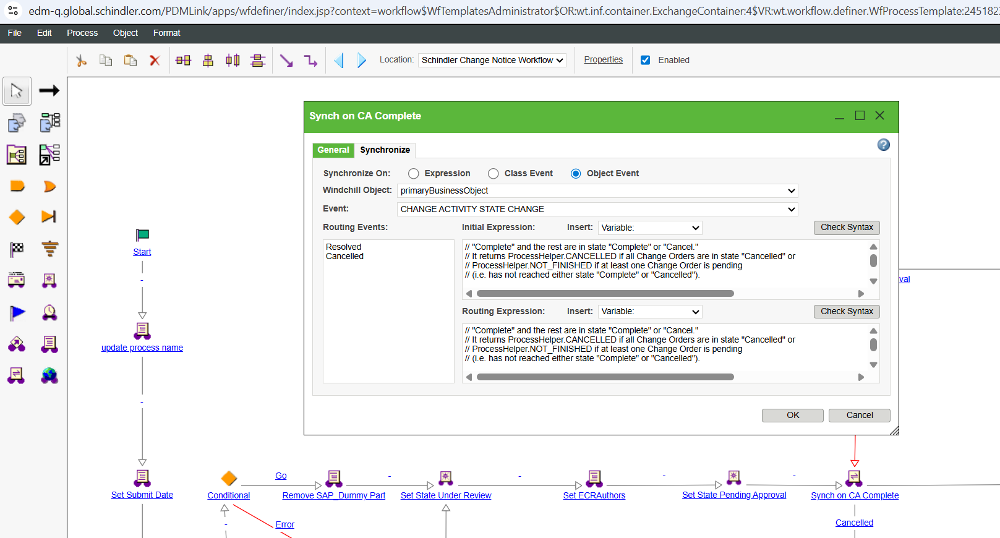 edm-q.global.schindler.com/PDMLink/apps/wfdefiner/index.jsp?context=workflow$WfTemplatesAdministrator$OR:wt.inf.container.ExchangeContainer:4$VR:wt.workflow.definer.WfProcessTemplate:245182
File Edit Process Object Format
Location: Schindler Change Notice Workflow Properties Enabled
Synch on CA Complete
General Synchronize
Synchronize On: Expression Class Event Object Event
Windchill Object: primaryBusinessObject
Event: CHANGE ACTIVITY STATE CHANGE
Routing Events: Initial Expression: Insert: Variable: Check Syntax
Resolved
Cancelled
// "Complete" and the rest are in state "Complete" or "Cancel."
// It returns ProcessHelper.CANCELLED if all Change Orders are in state "Cancelled" or
// ProcessHelper.NOT_FINISHED if at least one Change Order is pending
// (i.e. has not reached either state "Complete" or "Cancelled").
Routing Expression: Insert: Variable: Check Syntax
// "Complete" and the rest are in state "Complete" or "Cancel."
// It returns ProcessHelper.CANCELLED if all Change Orders are in state "Cancelled" or
// ProcessHelper.NOT_FINISHED if at least one Change Order is pending
// (i.e. has not reached either state "Complete" or "Cancelled").
OK Cancel
Start
-
update process name
-
Set Submit Date
val
Go - - - -
Conditional Remove SAP_Dummy Part Set State Under Review Set ECRAuthors Set State Pending Approval Synch on CA Complete
- Error Cancelled